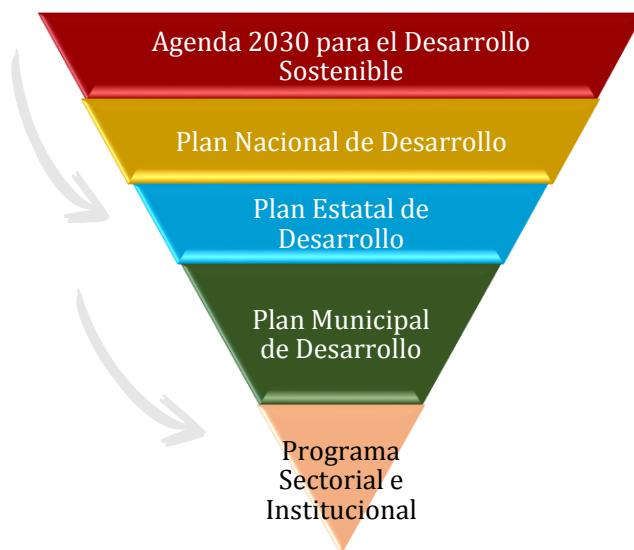 Agenda 2030 para el Desarrollo
Sostenible
Plan Nacional de Desarrollo
Plan Estatal de
Desarrollo
Plan Municipal
de Desarrollo
Programa
Sectorial e
Institucional